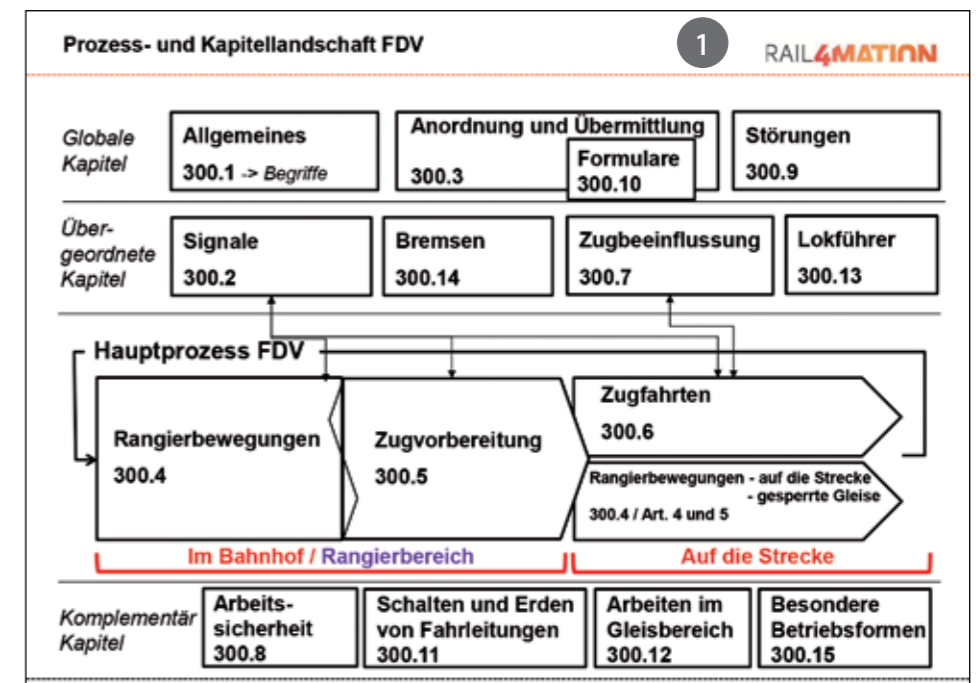 Prozess- und Kapitellandschaft FDV
1
RAIL4MATION
Globale
Kapitel
Allgemeines
300.1 -> Begriffe
Anordnung und Übermittlung
300.3
Formulare
300.10
Störungen
300.9
Über-
geordnete
Kapitel
Signale
300.2
Bremsen
300.14
Zugbeeinflussung
300.7
Lokführer
300.13
Hauptprozess FDV
Rangierbewegungen
300.4
Zugvorbereitung
300.5
Zugfahrten
300.6
Rangierbewegungen - auf die Strecke
- gesperrte Gleise
300.4 / Art. 4 und 5
Im Bahnhof / Rangierbereich
Auf die Strecke
Komplementär
Kapitel
Arbeits-
sicherheit
300.8
Schalten und Erden
von Fahrleitungen
300.11
Arbeiten im
Gleisbereich
300.12
Besondere
Betriebsformen
300.15